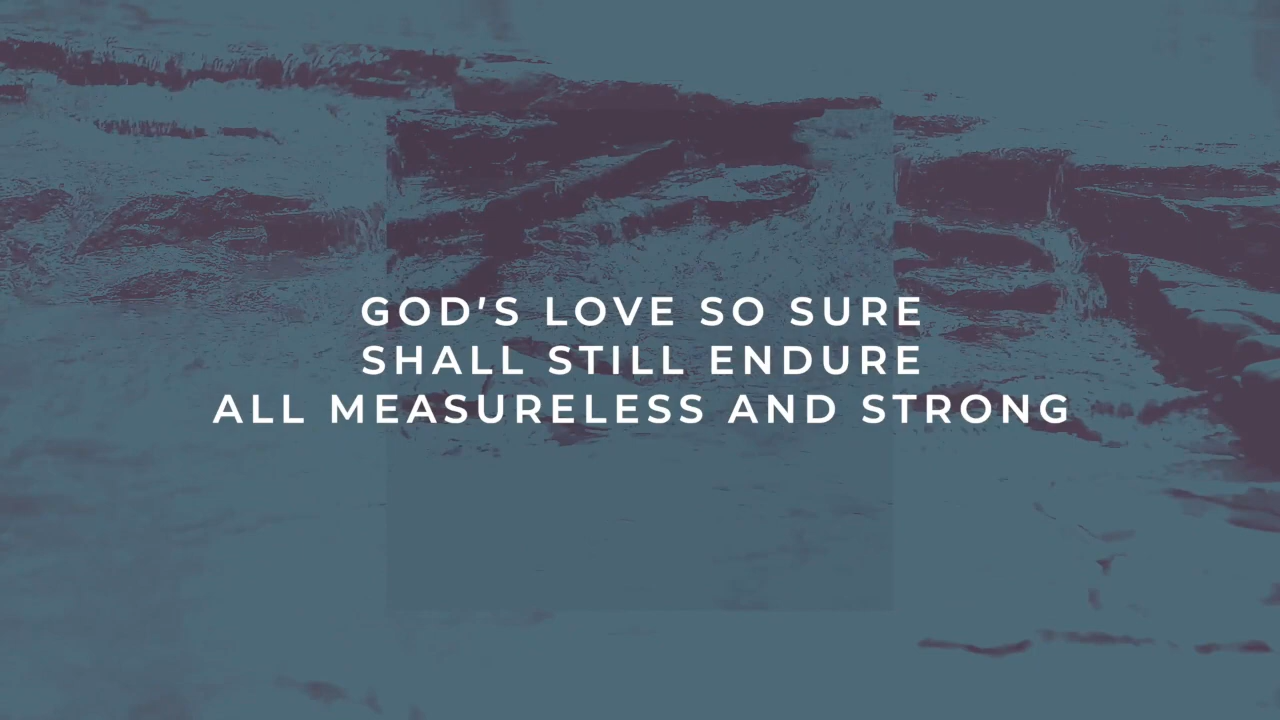 GOD'S LOVE SO SURE
SHALL STILL ENDURE
ALL MEASURELESS AND STRONG